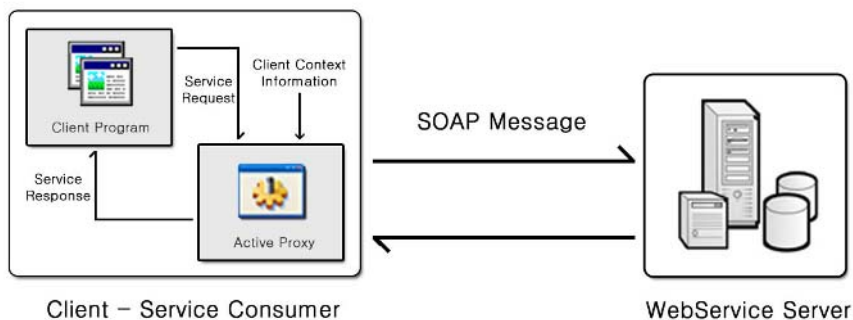 Client Program
Service
Request
Client Context
Information
Service
Response
Active Proxy
SOAP Message
Client – Service Consumer
WebService Server